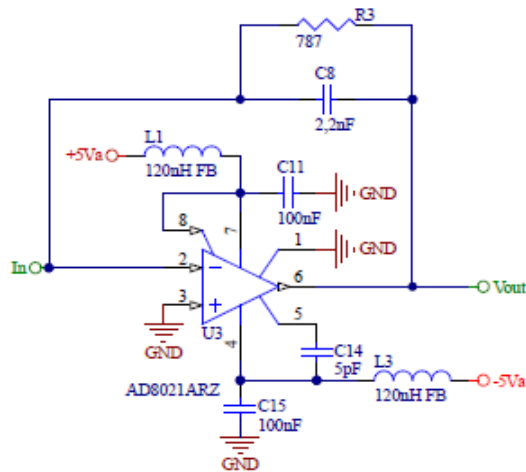 R3
787
C8
2,2nF
L1
+5Va
120nH FB
C11
GND
100nF
8
7
1
GND
In
2
6
Vout
3
U3
5
GND
4
C14
5pF
L3
-5Va
AD8021ARZ
120nH FB
C15
100nF
GND